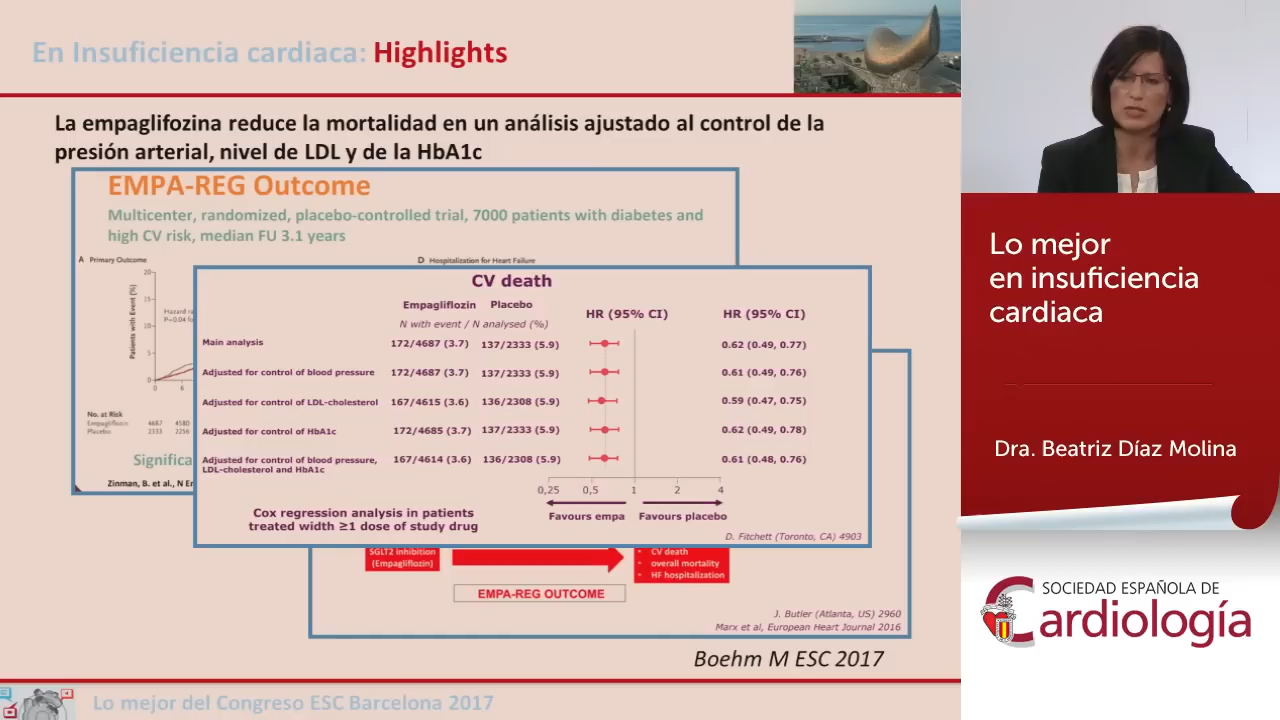 En Insuficiencia cardiaca: Highlights
La empaglifozina reduce la mortalidad en un análisis ajustado al control de la
presión arterial, nivel de LDL y de la HbA1c
EMPA-REG Outcome
Multicenter, randomized, placebo-controlled trial, 7000 patients with diabetes and
high CV risk, median FU 3.1 years
A Primary Outcome
D Hospitalization for Heart Failure
Patients with Event (%)
20
15
10
5
0
0 6
Hazard ra
P=0.04 fo
No. at Risk
Empagliflozin 4687 4580
Placebo 2333 2256
Significa
Zinman, B. et al., N En
CV death
Empagliflozin Placebo HR (95% CI) HR (95% CI)
N with event / N analysed (%)
Main analysis 172/4687 (3.7) 137/2333 (5.9) 0.62 (0.49, 0.77)
Adjusted for control of blood pressure 172/4687 (3.7) 137/2333 (5.9) 0.61 (0.49, 0.76)
Adjusted for control of LDL-cholesterol 167/4615 (3.6) 136/2308 (5.9) 0.59 (0.47, 0.75)
Adjusted for control of HbA1c 172/4685 (3.7) 137/2333 (5.9) 0.62 (0.49, 0.78)
Adjusted for control of blood pressure, 167/4614 (3.6) 136/2308 (5.9) 0.61 (0.48, 0.76)
LDL-cholesterol and HbA1c
0,25 0,5 1 2 4
Favours empa Favours placebo
Cox regression analysis in patients
treated width ≥1 dose of study drug
D. Fitchett (Toronto, CA) 4903
SGLT2 inhibition
(Empagliflozin)
• CV death
• overall mortality
• HF hospitalization
EMPA-REG OUTCOME
J. Butler (Atlanta, US) 2960
Marx et al, European Heart Journal 2016
Boehm M ESC 2017
Lo mejor del Congreso ESC Barcelona 2017
Lo mejor
en insuficiencia
cardiaca
Dra. Beatriz Díaz Molina
SOCIEDAD ESPAÑOLA DE
Cardiología